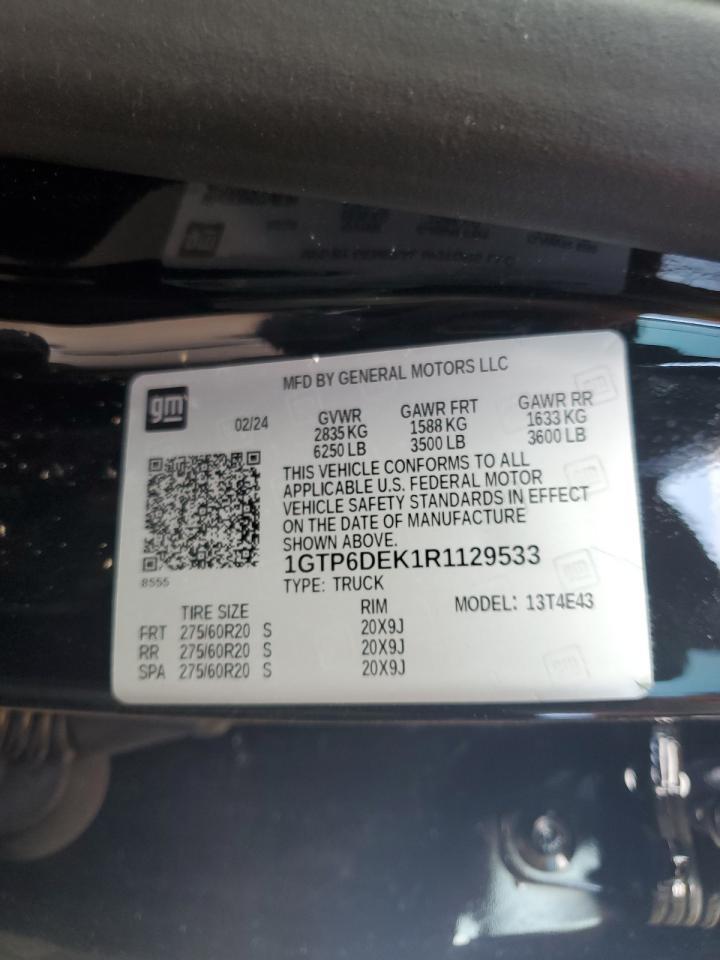 MFD BY GENERAL MOTORS LLC
gm
02/24
GVWR GAWR FRT GAWR RR
2835 KG 1588 KG 1633 KG
6250 LB 3500 LB 3600 LB
THIS VEHICLE CONFORMS TO ALL
APPLICABLE U.S. FEDERAL MOTOR
VEHICLE SAFETY STANDARDS IN EFFECT
ON THE DATE OF MANUFACTURE
SHOWN ABOVE.
1GTP6DEK1R1129533
8555
TYPE: TRUCK
TIRE SIZE RIM MODEL: 13T4E43
FRT 275/60R20 S 20X9J
RR 275/60R20 S 20X9J
SPA 275/60R20 S 20X9J